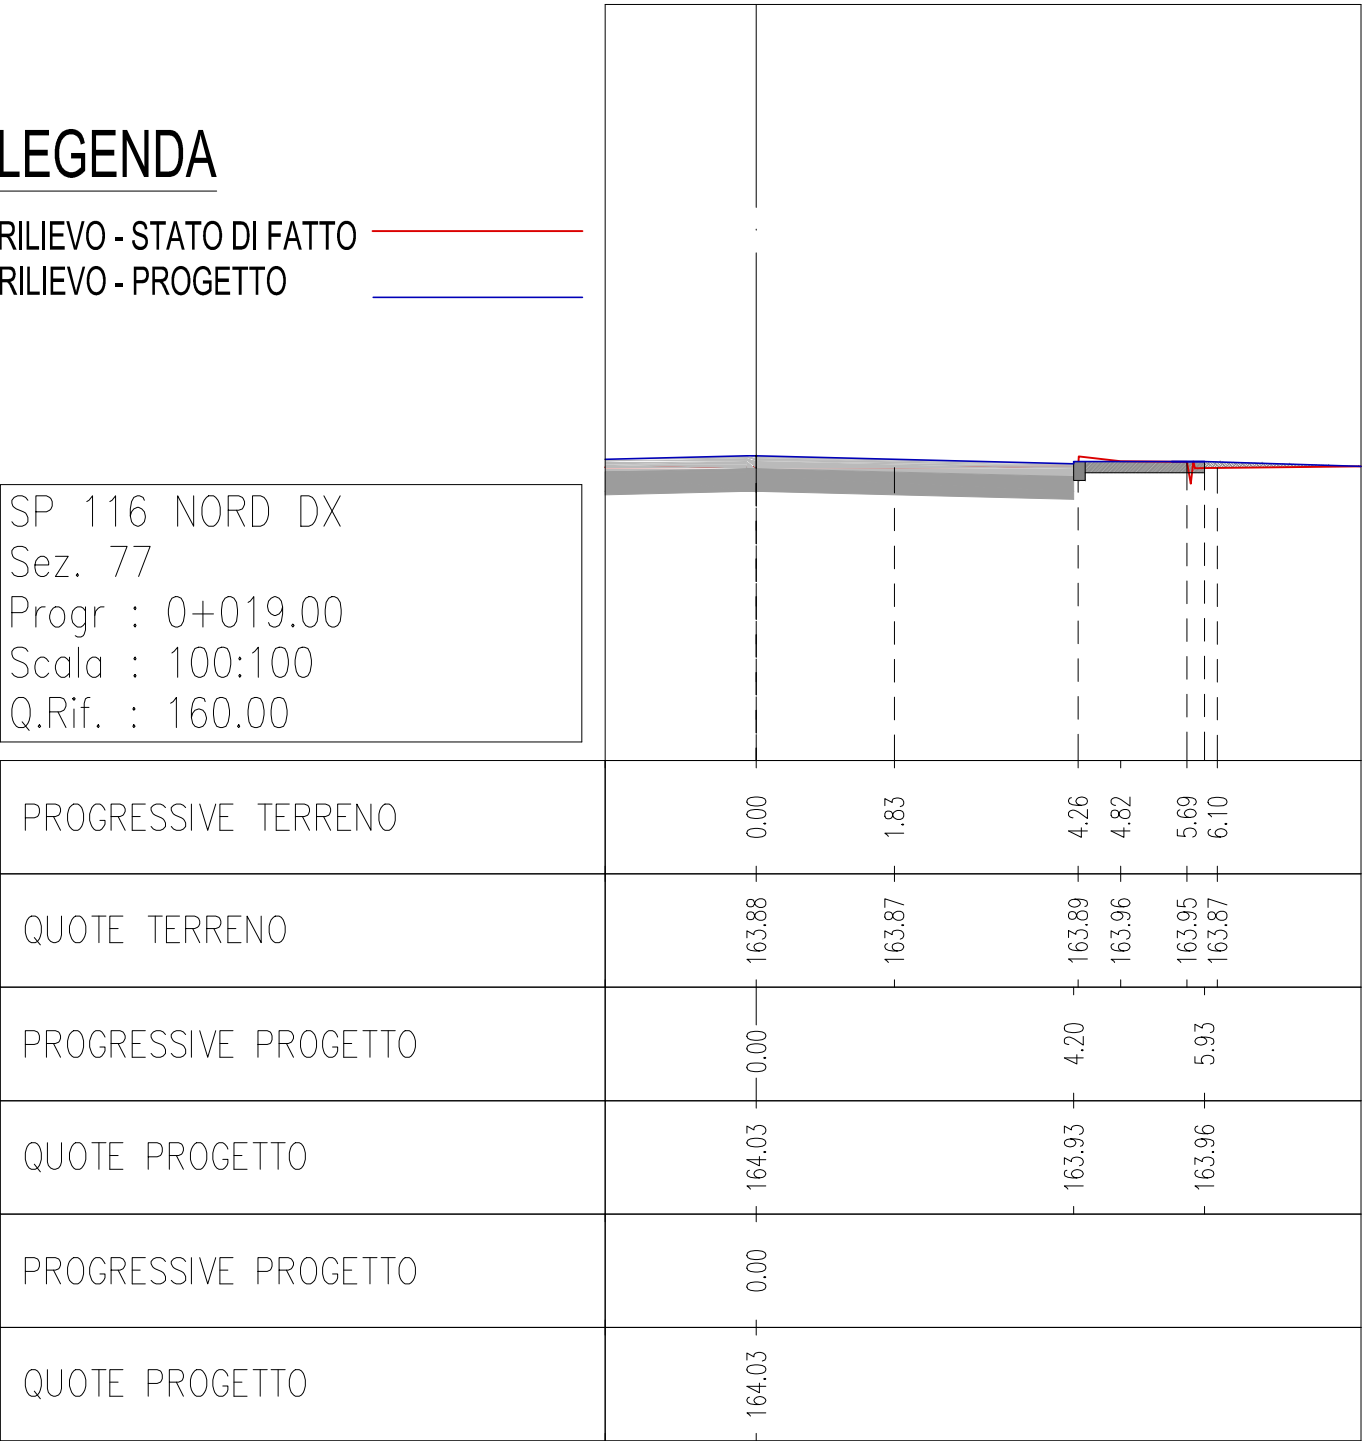 LEGENDA
RILIEVO - STATO DI FATTO
RILIEVO - PROGETTO
SP 116 NORD DX
Sez. 77
Progr : 0+019.00
Scala : 100:100
Q.Rif. : 160.00
PROGRESSIVE TERRENO 0.00 1.83 4.26 4.82 5.69 6.10
QUOTE TERRENO 163.88 163.87 163.89 163.96 163.95 163.87
PROGRESSIVE PROGETTO 0.00 4.20 5.93
QUOTE PROGETTO 164.03 163.93 163.96
PROGRESSIVE PROGETTO 0.00
QUOTE PROGETTO 164.03